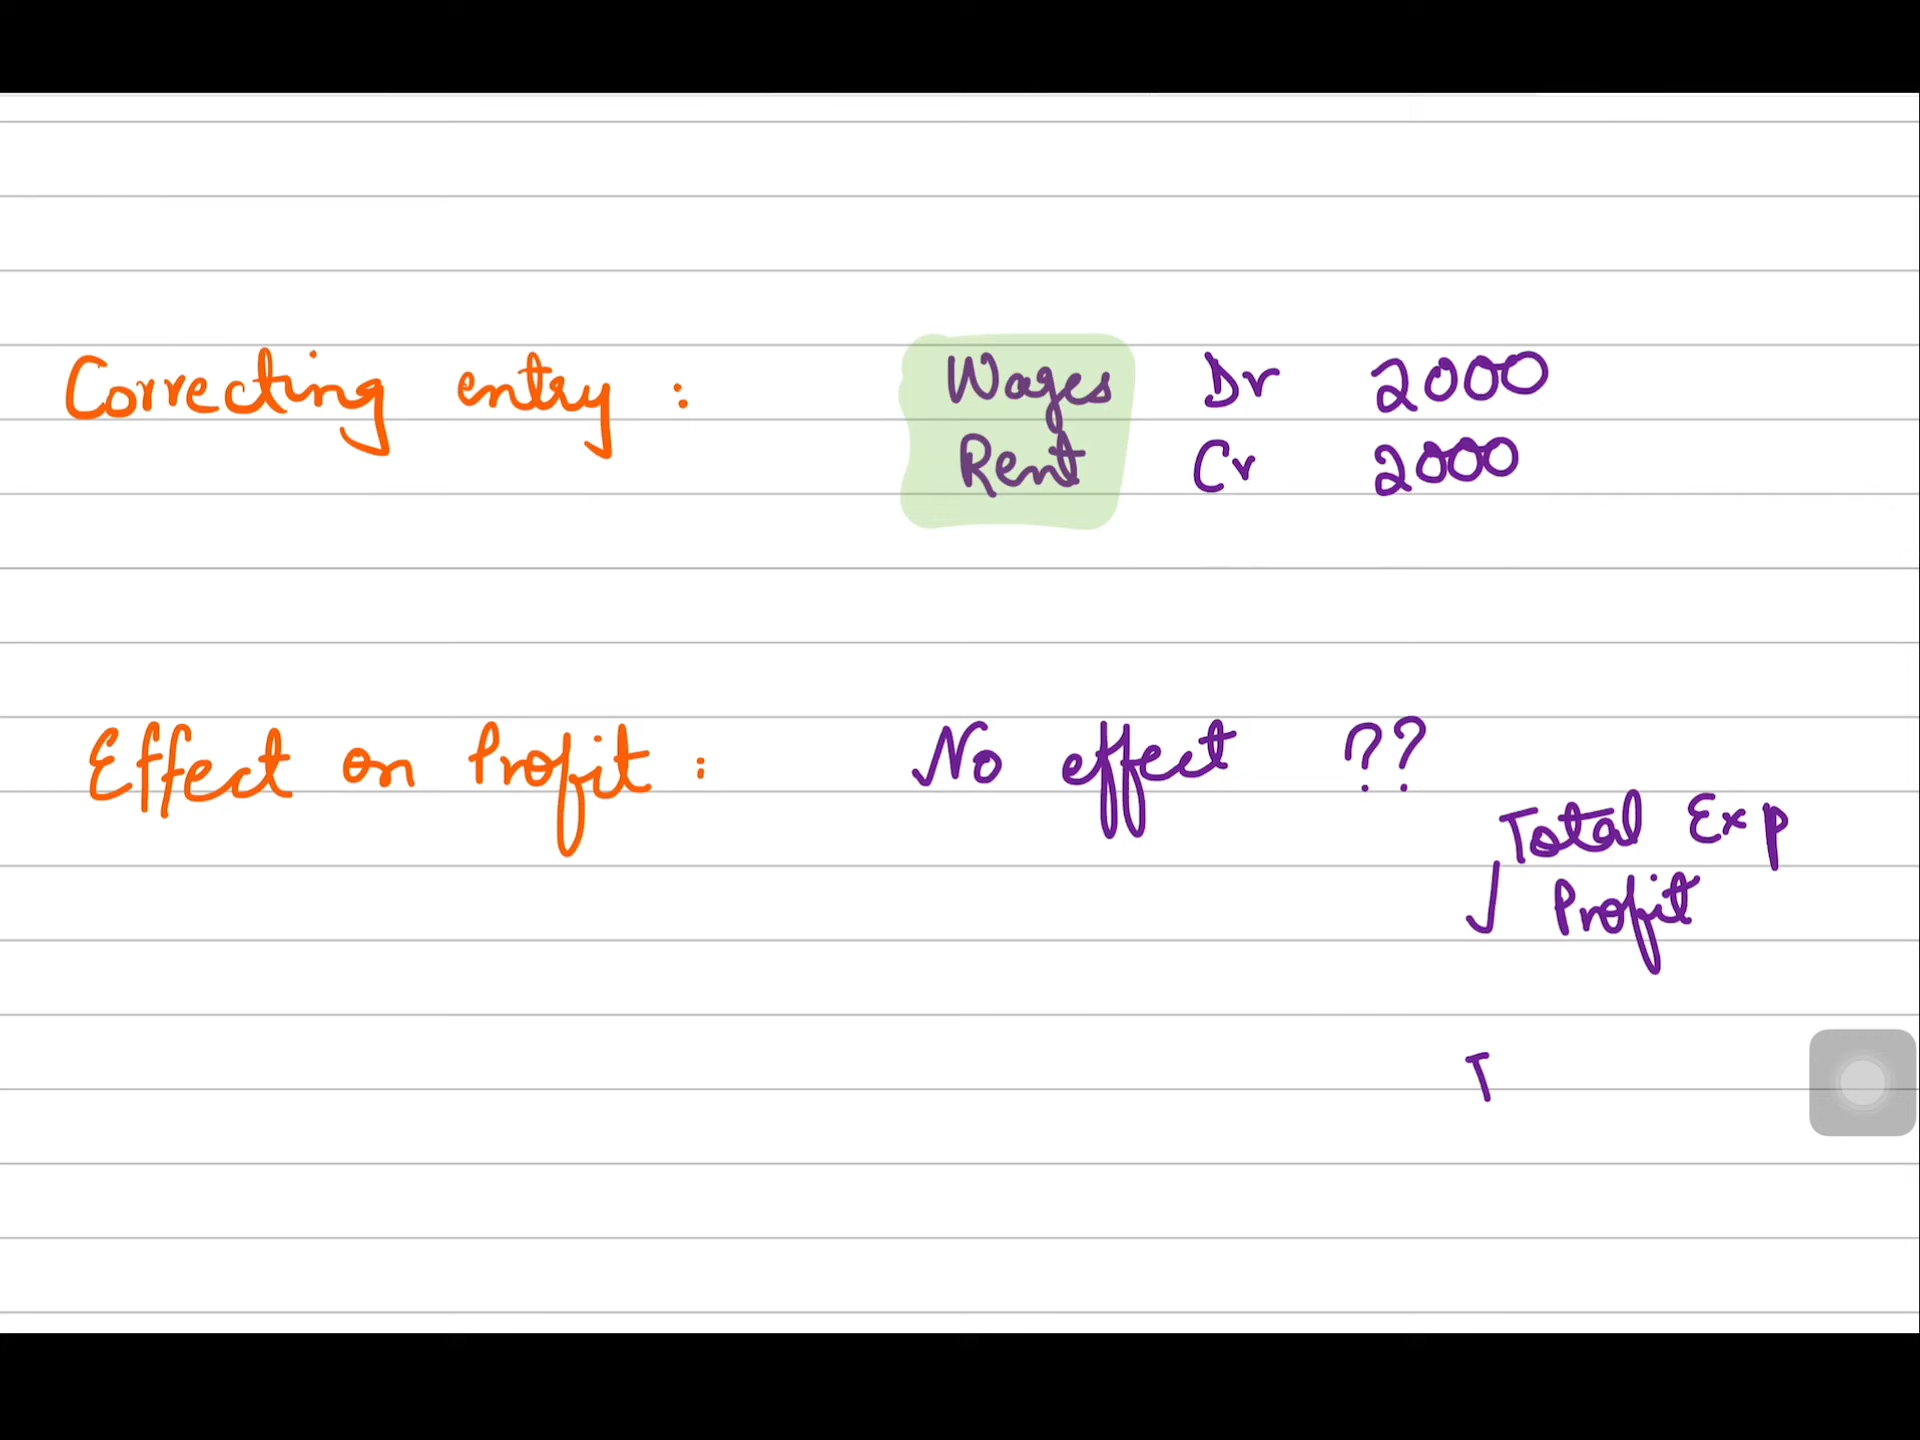 Correcting entry : Wages Dr 2000
Rent Cr 2000
Effect on Profit : No effect ??
Total Exp
Profit
T